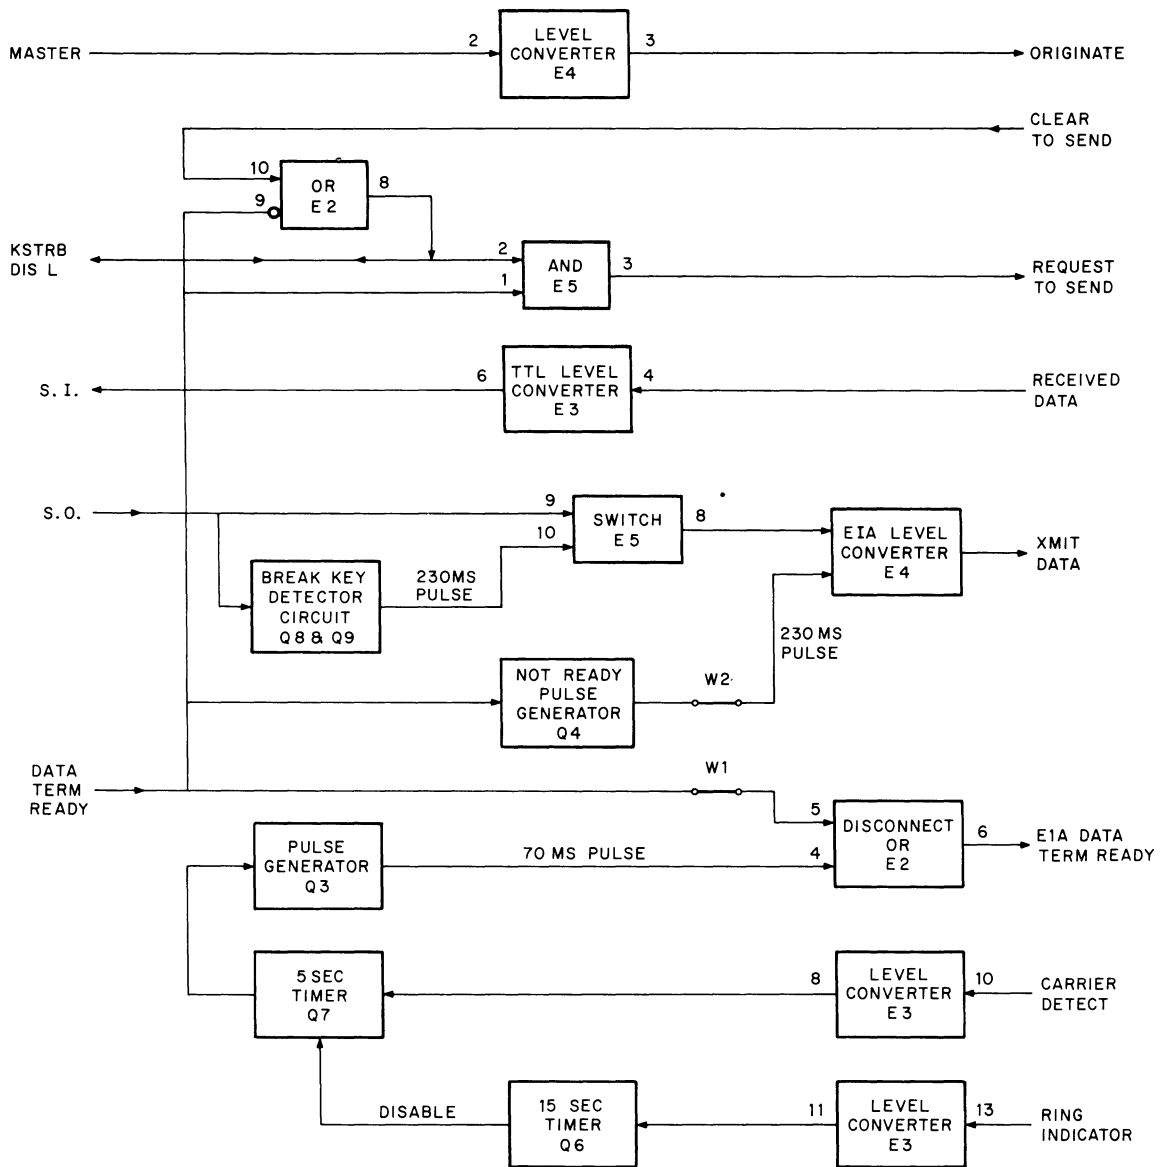 MASTER
2
LEVEL
CONVERTER
E4
3
ORIGINATE
CLEAR
TO SEND
10
9
OR
E2
8
KSTRB
DIS L
2
1
AND
E5
3
REQUEST
TO SEND
S. I.
6
TTL LEVEL
CONVERTER
E3
4
RECEIVED
DATA
S.O.
9
10
SWITCH
E5
8
EIA LEVEL
CONVERTER
E4
XMIT
DATA
BREAK KEY
DETECTOR
CIRCUIT
Q8 & Q9
230MS
PULSE
230 MS
PULSE
NOT READY
PULSE
GENERATOR
Q4
W2
DATA
TERM
READY
W1
5
4
DISCONNECT
OR
E2
6
E1A DATA
TERM READY
PULSE
GENERATOR
Q3
70 MS PULSE
5 SEC
TIMER
Q7
8
LEVEL
CONVERTER
E3
10
CARRIER
DETECT
DISABLE
15 SEC
TIMER
Q6
11
LEVEL
CONVERTER
E3
13
RING
INDICATOR